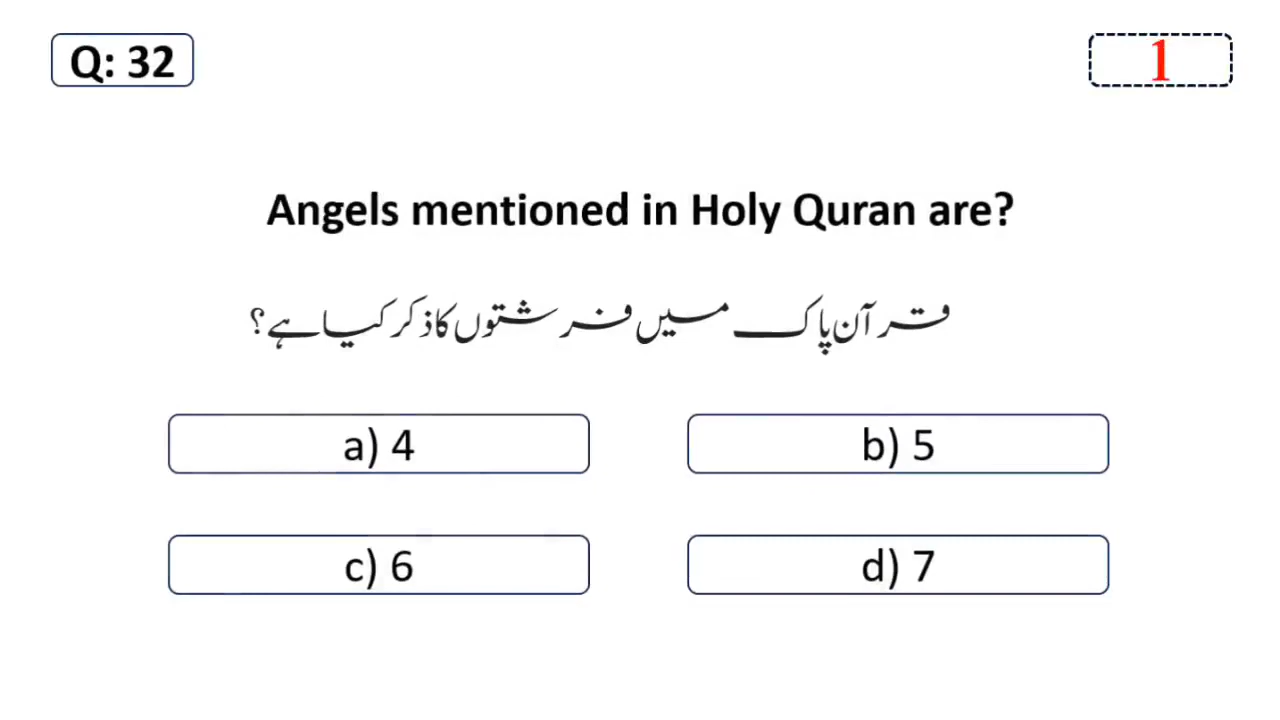 Q: 32
1
Angels mentioned in Holy Quran are?
قرآن پاک میں فرشتوں کا ذکر کیا ہے؟
a) 4
b) 5
c) 6
d) 7